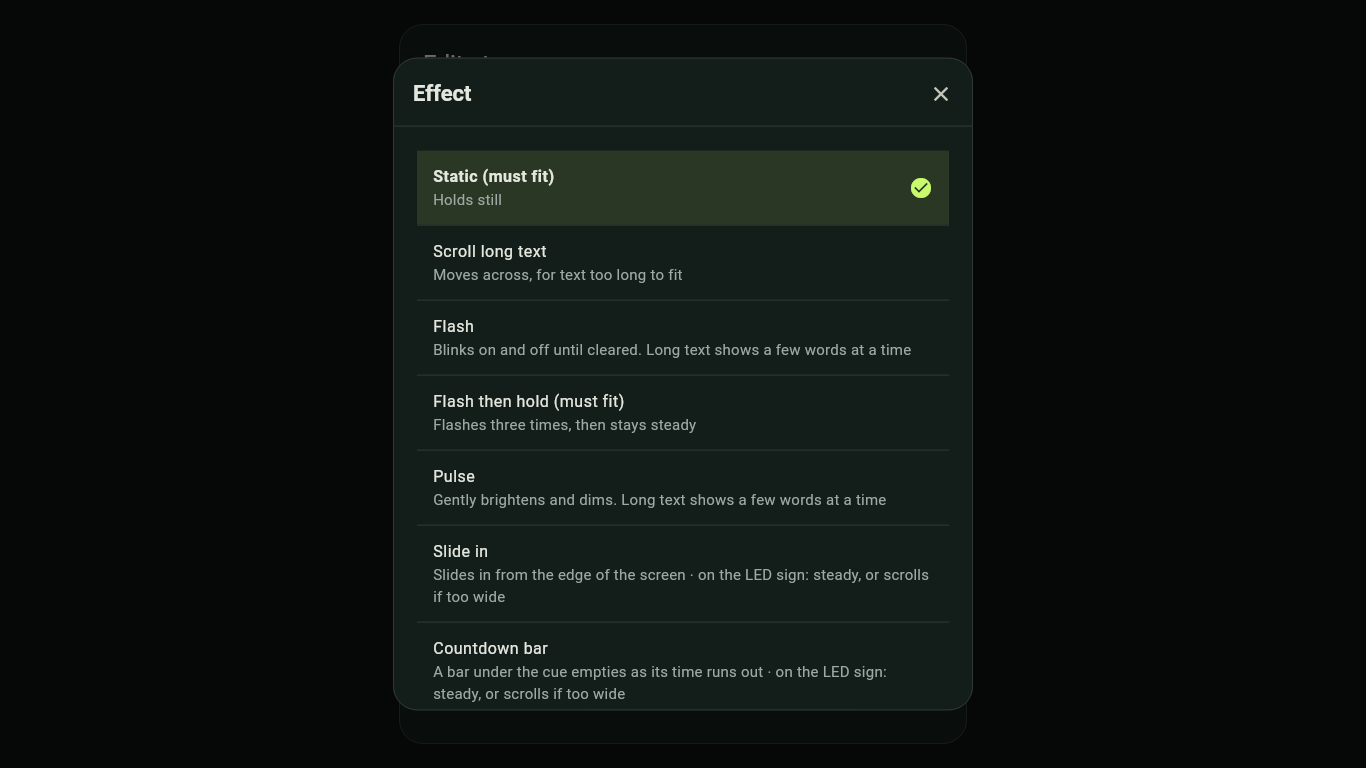 Effect
Static (must fit)
Holds still
Scroll long text
Moves across, for text too long to fit
Flash
Blinks on and off until cleared. Long text shows a few words at a time
Flash then hold (must fit)
Flashes three times, then stays steady
Pulse
Gently brightens and dims. Long text shows a few words at a time
Slide in
Slides in from the edge of the screen · on the LED sign: steady, or scrolls
if too wide
Countdown bar
A bar under the cue empties as its time runs out · on the LED sign:
steady, or scrolls if too wide